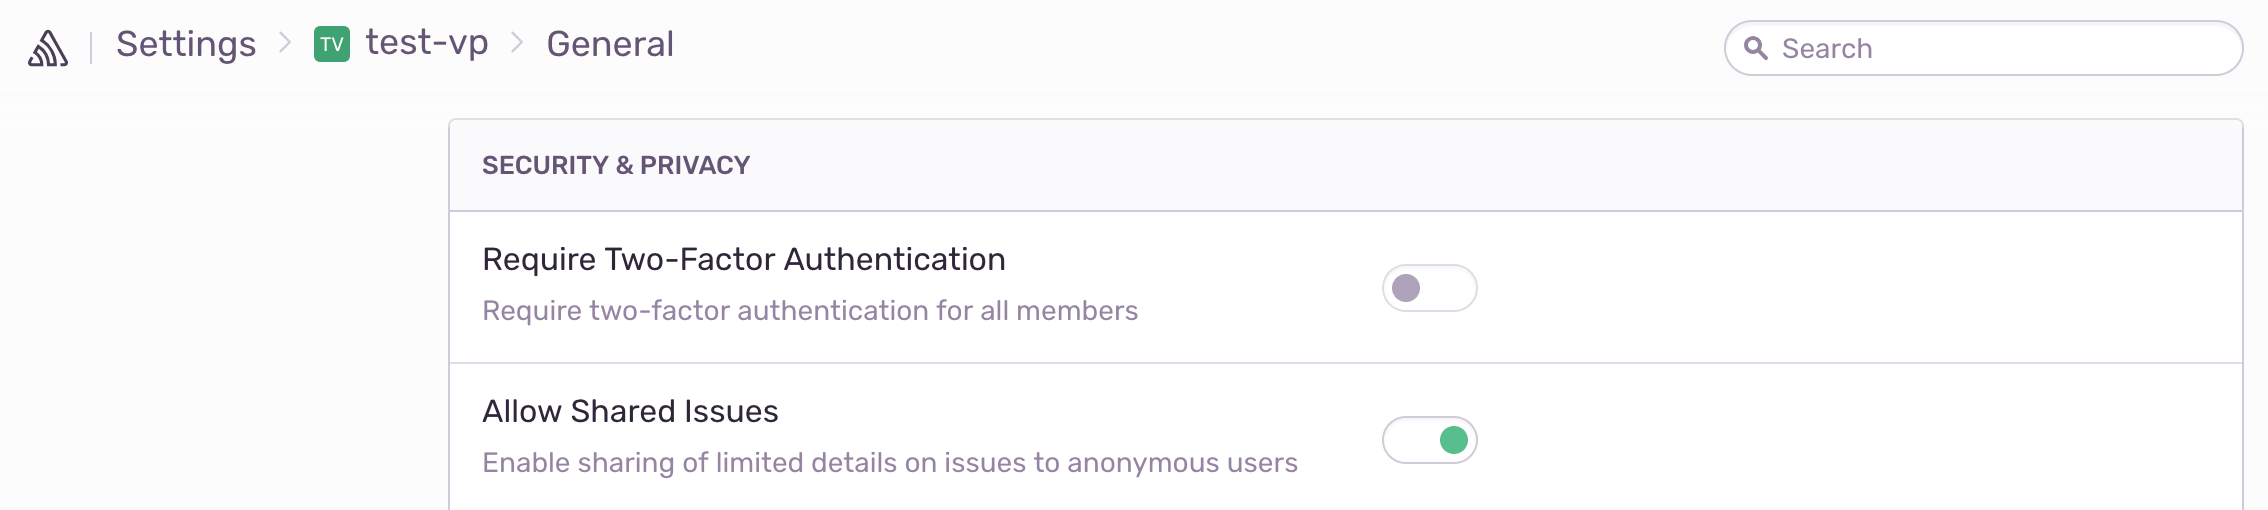 Settings > TV test-vp > General
Search
SECURITY & PRIVACY
Require Two-Factor Authentication
Require two-factor authentication for all members
Allow Shared Issues
Enable sharing of limited details on issues to anonymous users